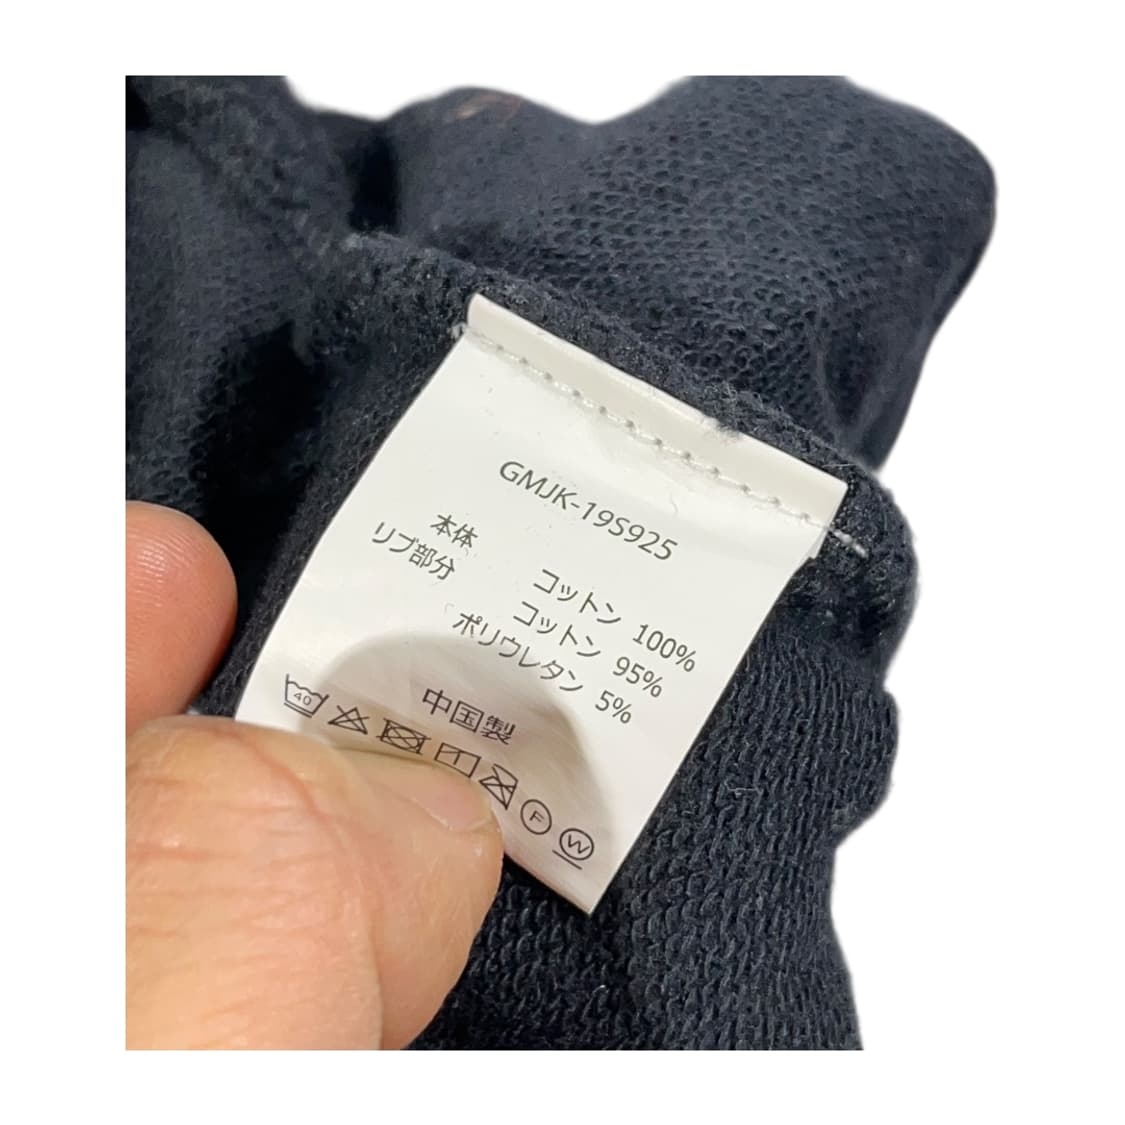 GMJK-19S925
本体 コットン 100%
リブ部分 コットン 95%
ポリウレタン 5%
中国製
40
F W